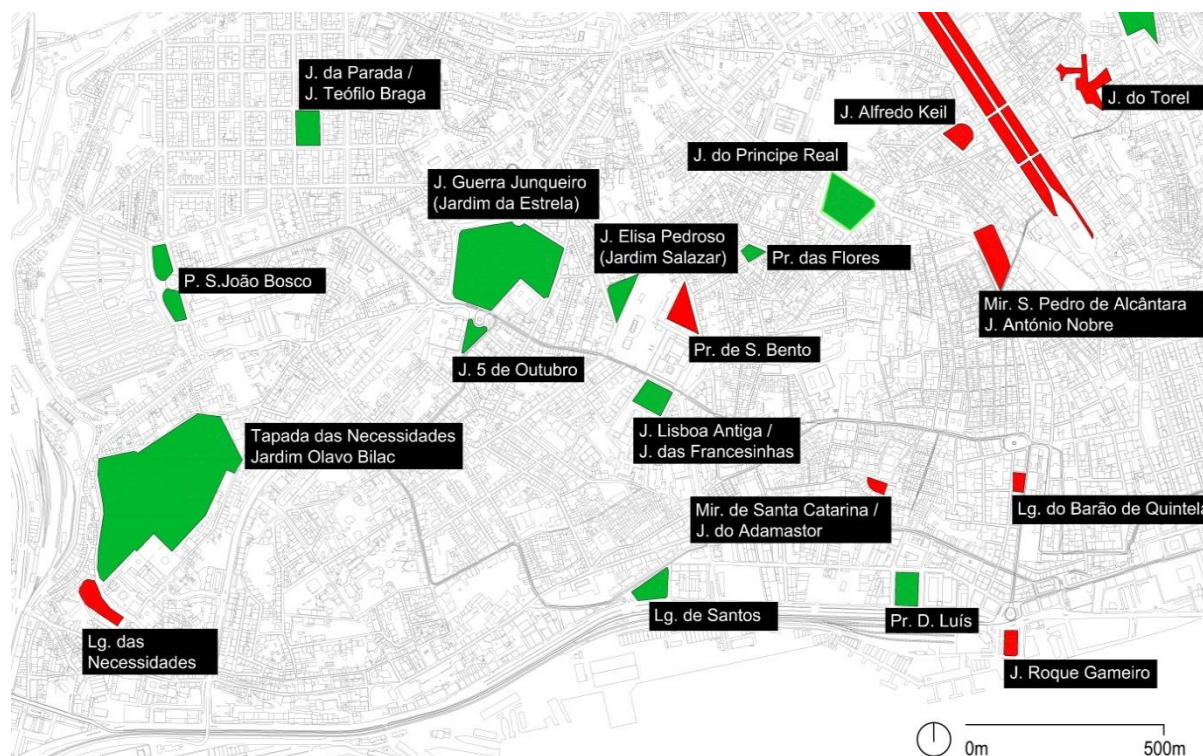 J. da Parada /
J. Teófilo Braga
J. do Torel
J. Alfredo Keil
J. do Principe Real
J. Guerra Junqueiro
(Jardim da Estrela)
J. Elisa Pedroso
(Jardim Salazar)
Pr. das Flores
P. S.João Bosco
Mir. S. Pedro de Alcântara
J. António Nobre
Pr. de S. Bento
J. 5 de Outubro
Tapada das Necessidades
Jardim Olavo Bilac
J. Lisboa Antiga /
J. das Francesinhas
Mir. de Santa Catarina /
J. do Adamastor
Lg. do Barão de Quintela
Lg. de Santos
Pr. D. Luís
Lg. das
Necessidades
J. Roque Gameiro
0m 500m